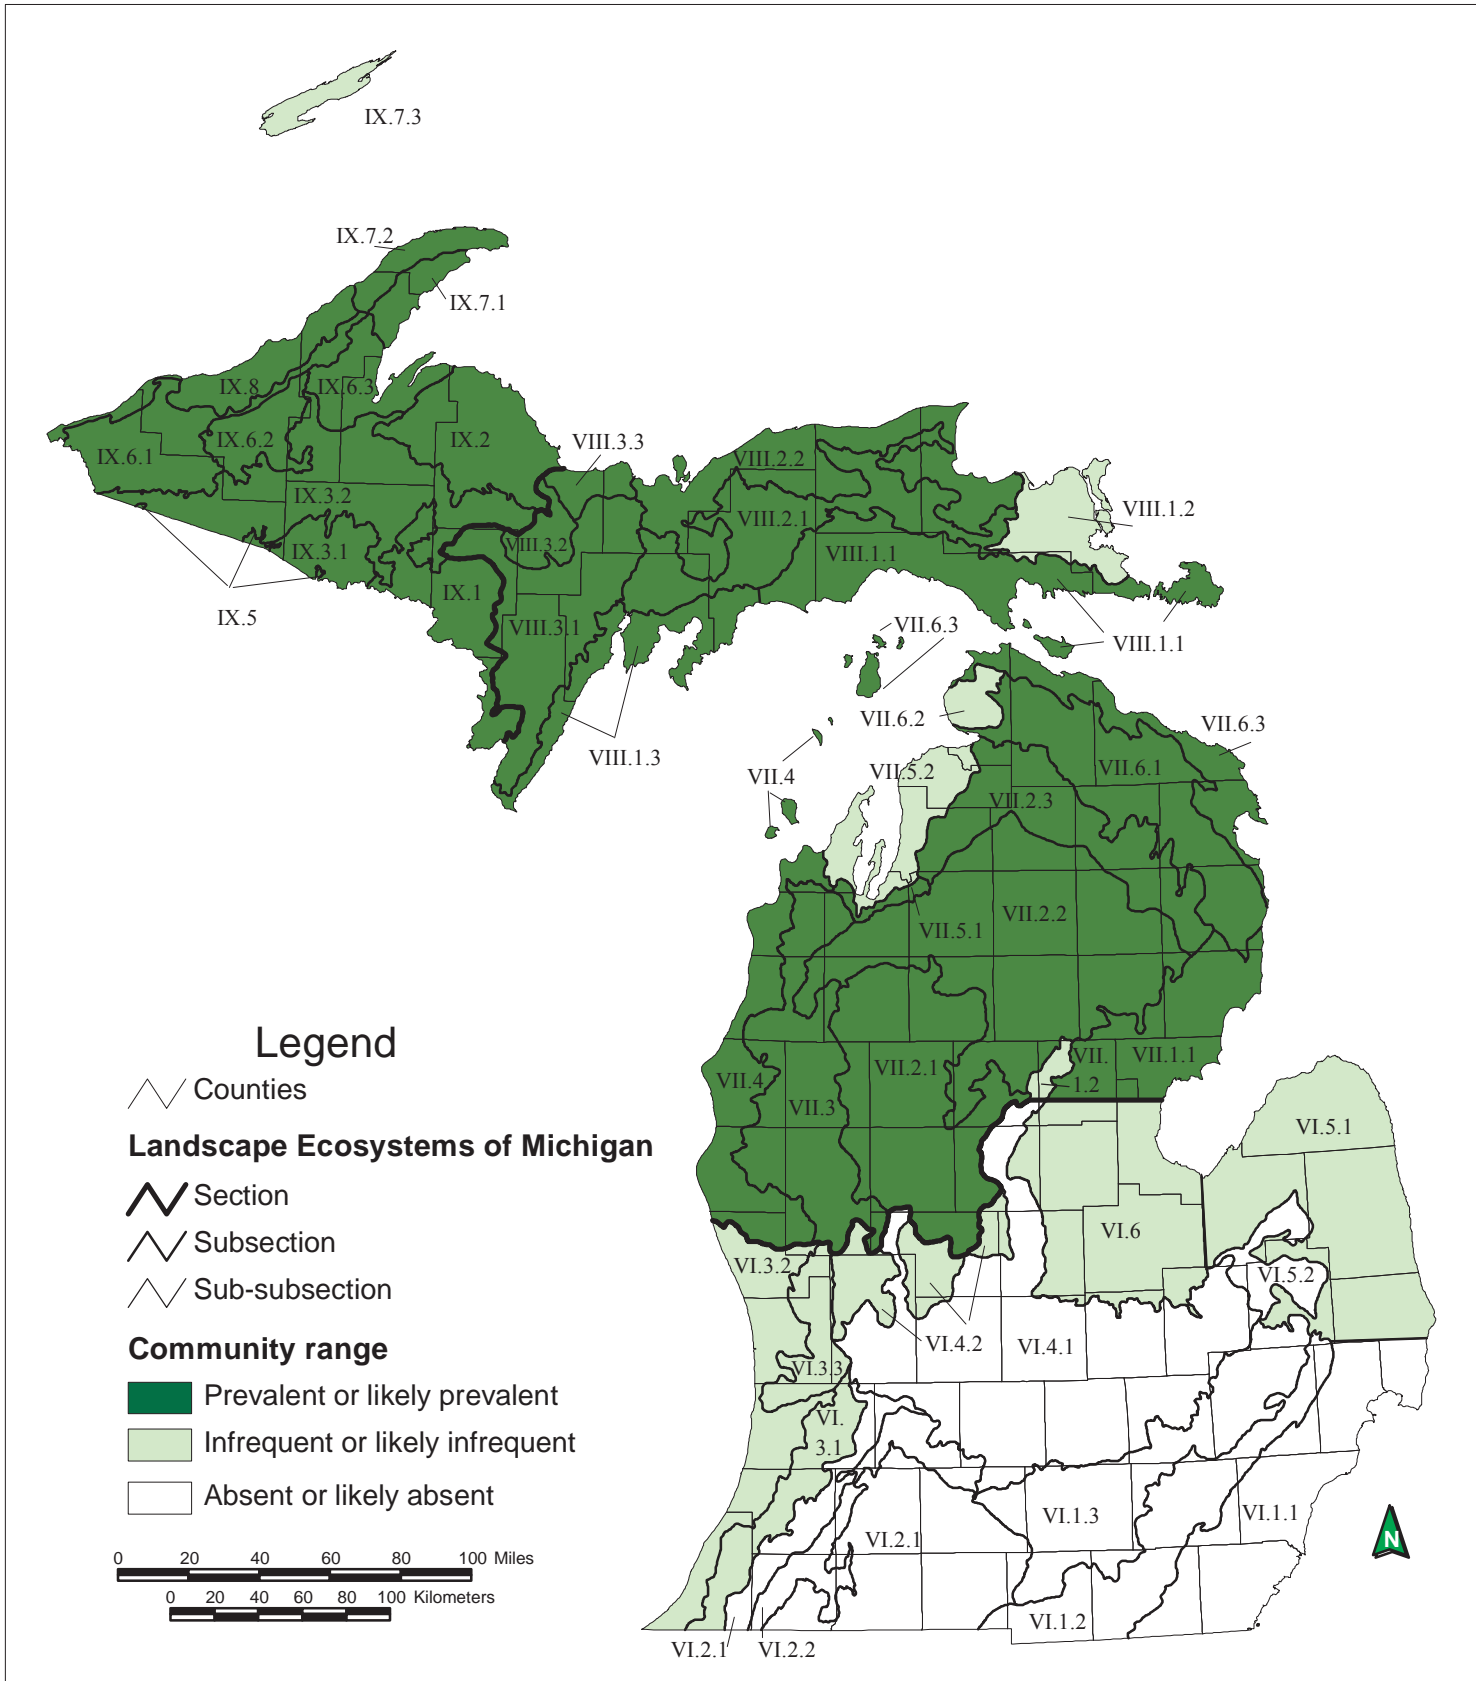 IX.7.3
IX.7.2
IX.7.1
IX.8
IX.6.3
IX.6.2
IX.2
IX.6.1
VIII.3.3
VIII.2.2
IX.3.2
VIII.2.1
VIII.1.2
IX.3.1
VIII.3.2
VIII.1.1
IX.1
IX.5
VIII.3.1
VII.6.3
VIII.1.1
VII.6.2
VII.6.3
VIII.1.3
VII.4
VII.5.2
VII.6.1
VII.2.3
VII.2.2
VII.5.1
VII.4
VII.3
VII.2.1
VII.
1.2
VII.1.1
VI.5.1
VI.6
VI.3.2
VI.5.2
VI.4.2
VI.4.1
VI.3.3
VI.
3.1
VI.2.1
VI.1.3
VI.1.1
VI.1.2
VI.2.1
VI.2.2
Legend
Counties
Landscape Ecosystems of Michigan
Section
Subsection
Sub-subsection
Community range
Prevalent or likely prevalent
Infrequent or likely infrequent
Absent or likely absent
0 20 40 60 80 100 Miles
0 20 40 60 80 100 Kilometers
N